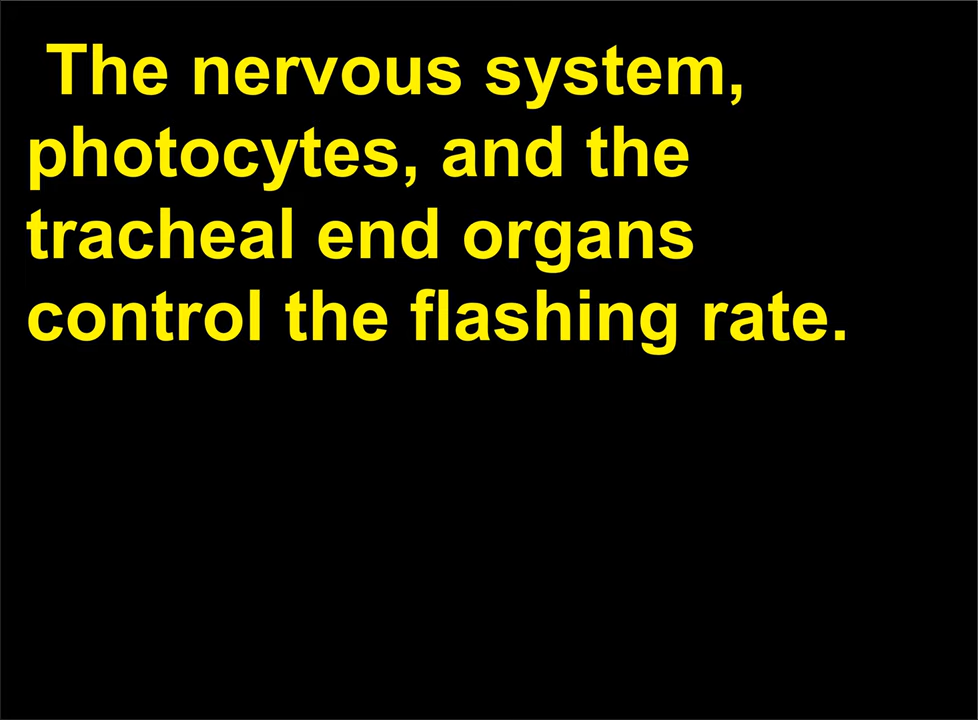 The nervous system,
photocytes, and the
tracheal end organs
control the flashing rate.